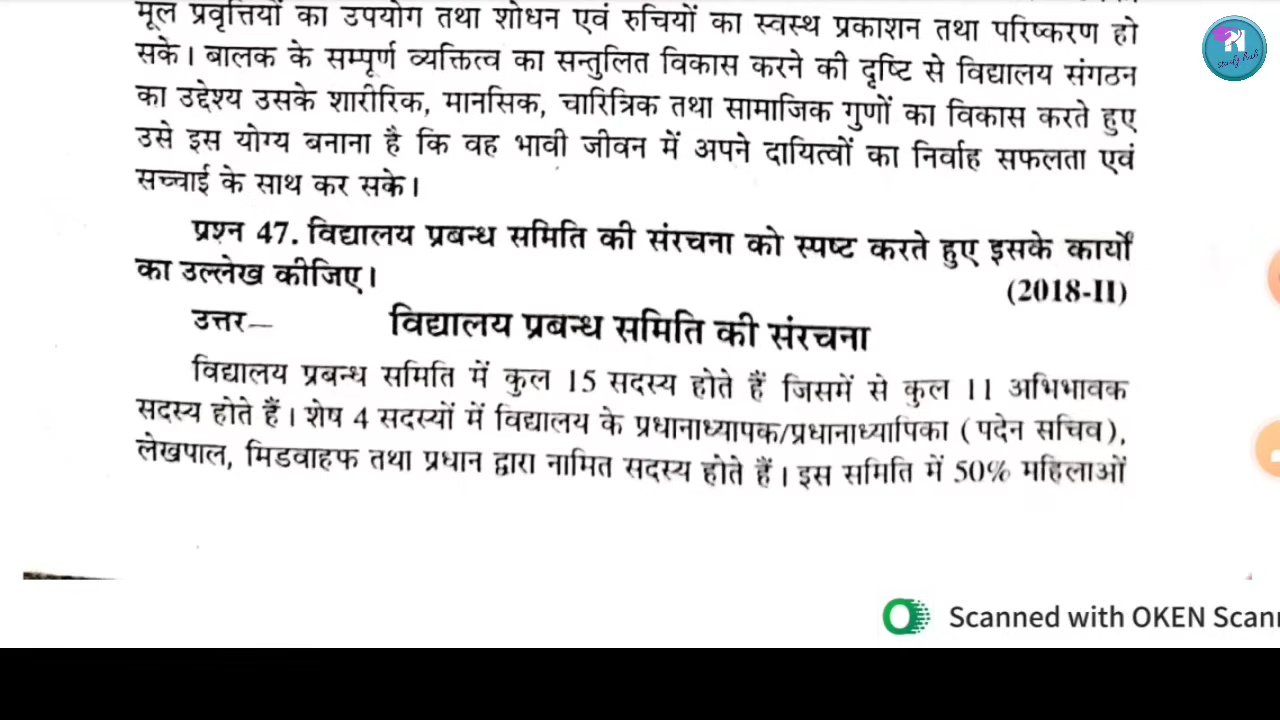 मूल प्रवृत्तियों का उपयोग तथा शोधन एवं रुचियों का स्वस्थ प्रकाशन तथा परिष्करण हो
सके। बालक के सम्पूर्ण व्यक्तित्व का सन्तुलित विकास करने की दृष्टि से विद्यालय संगठन
का उद्देश्य उसके शारीरिक, मानसिक, चारित्रिक तथा सामाजिक गुणों का विकास करते हुए
उसे इस योग्य बनाना है कि वह भावी जीवन में अपने दायित्वों का निर्वाह सफलता एवं
सच्चाई के साथ कर सके।
प्रश्न 47. विद्यालय प्रबन्ध समिति की संरचना को स्पष्ट करते हुए इसके कार्यों
का उल्लेख कीजिए। (2018-II)
उत्तर— विद्यालय प्रबन्ध समिति की संरचना
विद्यालय प्रबन्ध समिति में कुल 15 सदस्य होते हैं जिसमें से कुल 11 अभिभावक
सदस्य होते हैं। शेष 4 सदस्यों में विद्यालय के प्रधानाध्यापक/प्रधानाध्यापिका (पदेन सचिव),
लेखपाल, मिडवाहफ तथा प्रधान द्वारा नामित सदस्य होते हैं। इस समिति में 50% महिलाओं
Scanned with OKEN Scann